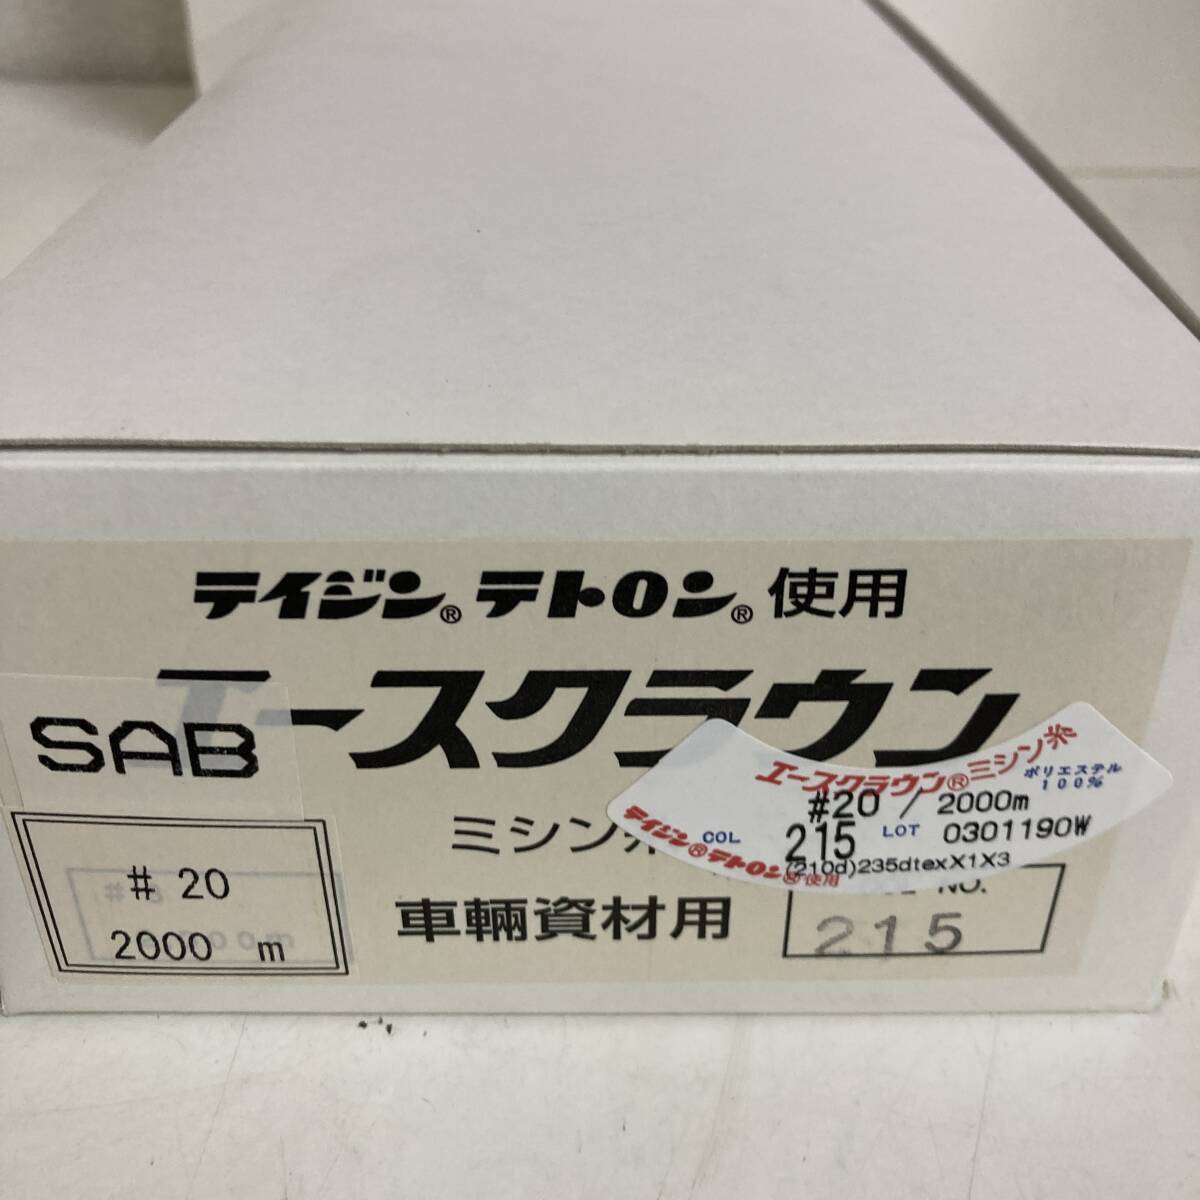 テイジン® テトロン® 使用
エースクラウン
SAB
エースクラウン®ミシン糸
ポリエステル
100%
#20 / 2000m
COL 215 LOT 0301190W
(210d)235dtexX1X3
テイジン®テトロン®使用
ミシン糸
# 20
2000 m
車輛資材用
NO.
215